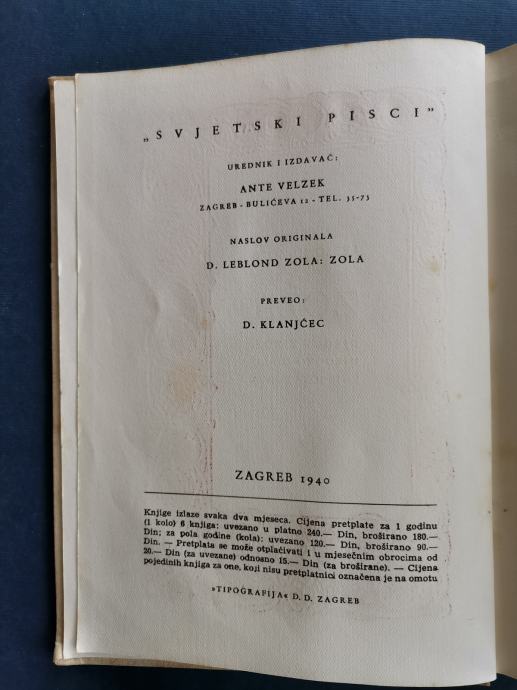 „SVJETSKI PISCI”
UREDNIK I IZDAVAČ:
ANTE VELZEK
ZAGREB - BULIĆEVA 12 - TEL. 35-73
NASLOV ORIGINALA
D. LEBLOND ZOLA: ZOLA
PREVEO:
D. KLANJČEC
ZAGREB 1940
Knjige izlaze svaka dva mjeseca. Cijena pretplate za 1 godinu
(1 kolo) 6 knjiga: uvezano u platno 240.— Din, broširano 180.—
Din; za pola godine (kola): uvezano 120.— Din, broširano 90.—
Din. — Pretplata se može otplaćivati i u mjesečnim obrocima od
20.— Din (za uvezane) odnosno 15.— Din (za broširane). — Cijena
pojedinih knjiga za one, koji nisu pretplatnici označena je na omotu
»TIPOGRAFIJA« D. D. ZAGREB